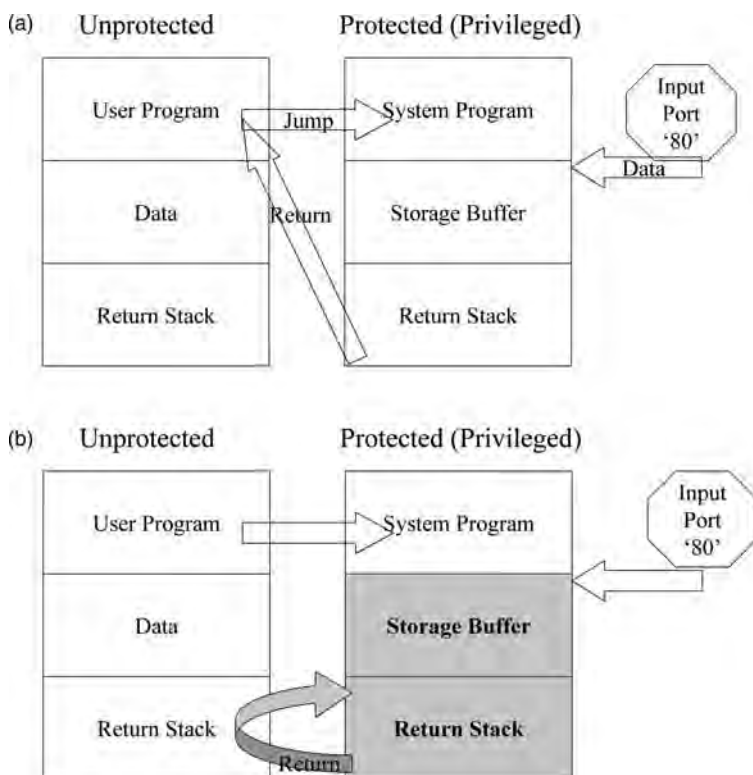 (a)
Unprotected
Protected (Privileged)
User Program
Jump
System Program
Input
Port
‘80’
Data
Data
Return
Storage Buffer
Return Stack
Return Stack
(b)
Unprotected
Protected (Privileged)
User Program
System Program
Input
Port
‘80’
Data
Storage Buffer
Return Stack
Return
Return Stack